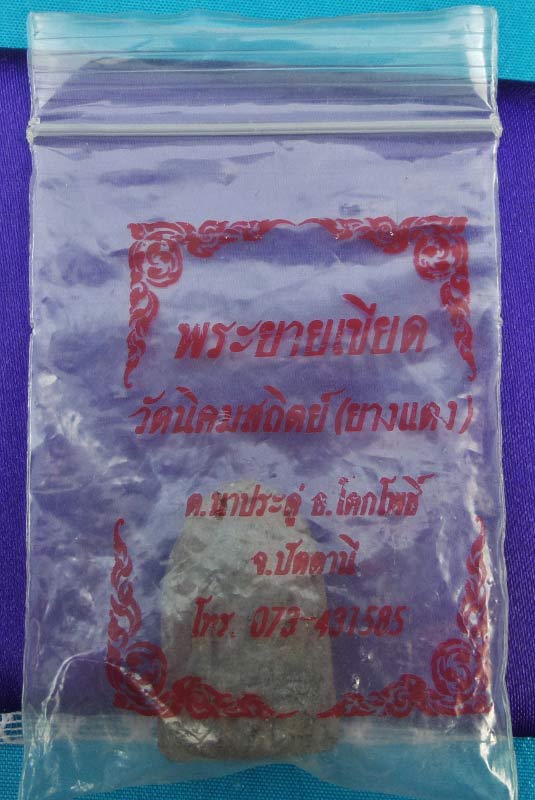 พระยายเขียด
วัดนิคมสถิตย์ (ยางแดง)
ต.นาประดู่ อ.โคกโพธิ์
จ.ปัตตานี
โทร. 073-431585